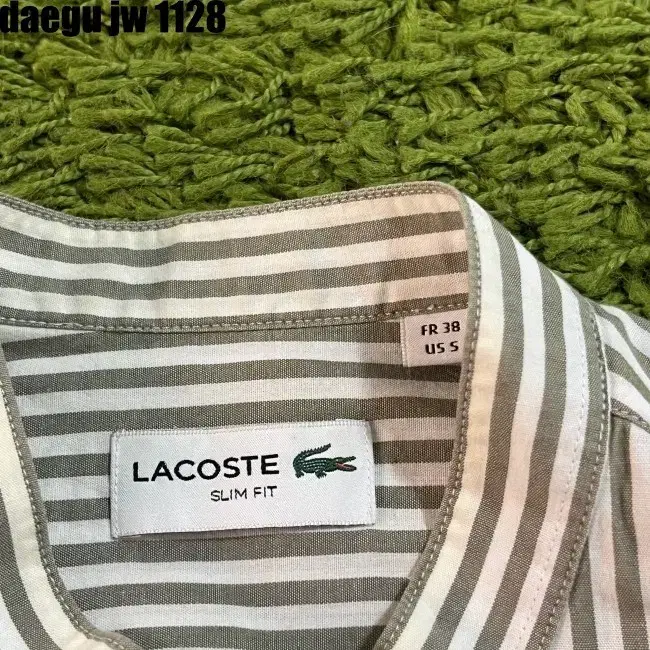 daegu jw 1128
FR 38
US S
LACOSTE
SLIM FIT